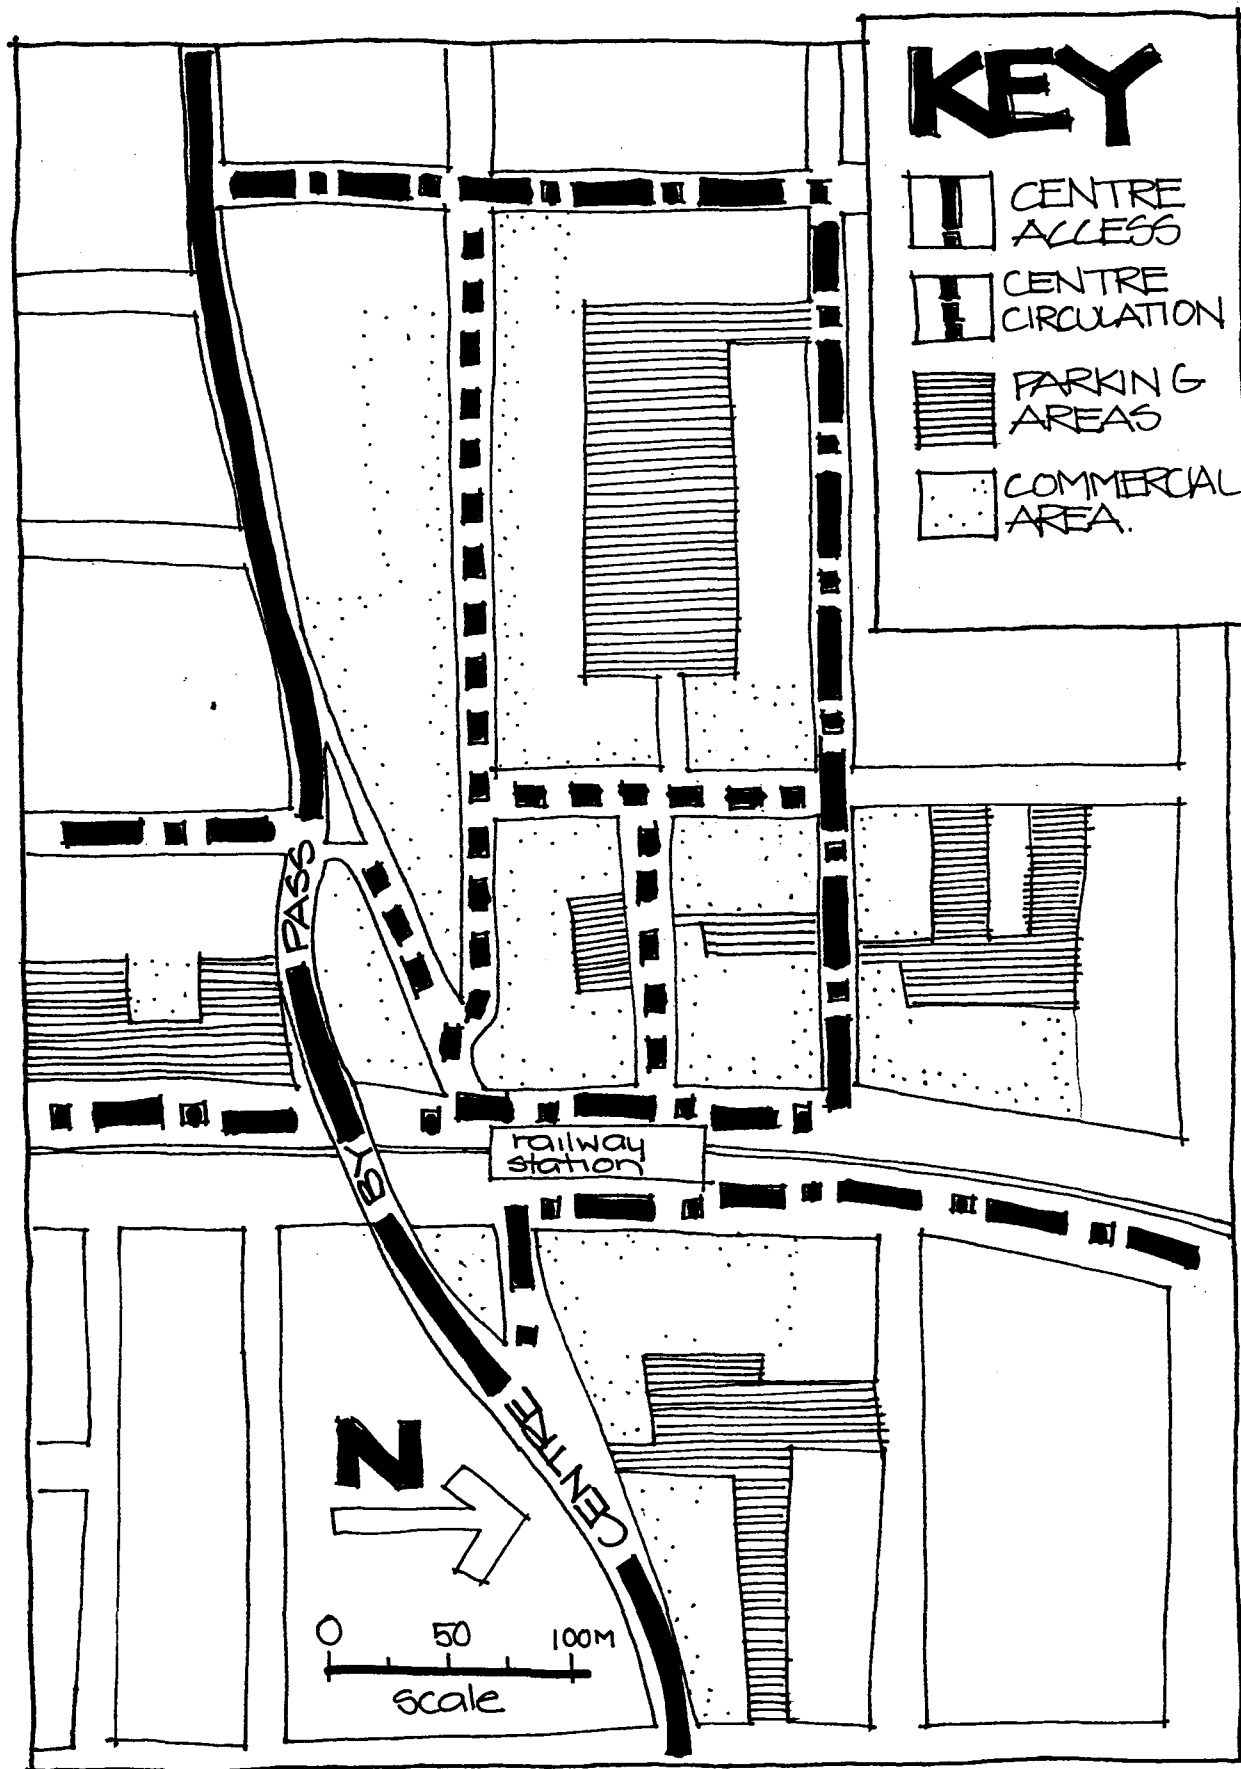 KEY
CENTRE
ACCESS
CENTRE
CIRCULATION
PARKING
AREAS
COMMERCIAL
AREA.
CENTRE BY PASS
railway
station
N
0 50 100M
scale